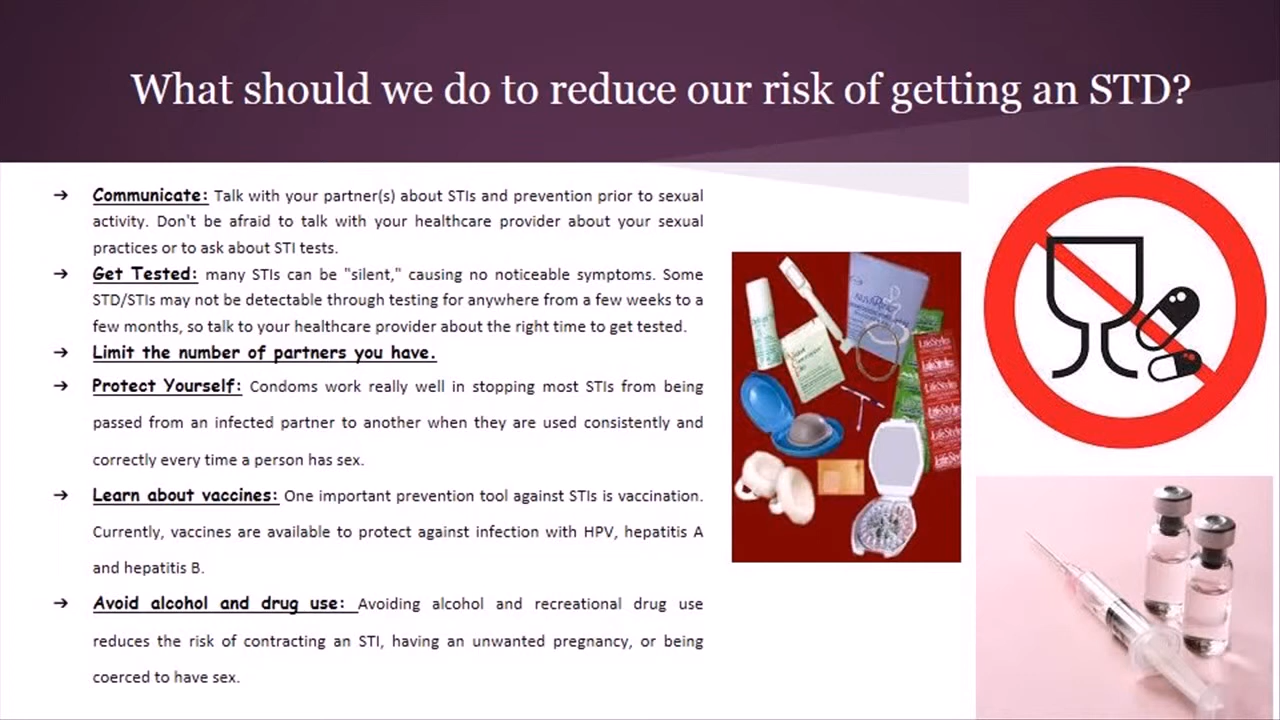 What should we do to reduce our risk of getting an STD?
➔ Communicate: Talk with your partner(s) about STIs and prevention prior to sexual
activity. Don't be afraid to talk with your healthcare provider about your sexual
practices or to ask about STI tests.
➔ Get Tested: many STIs can be "silent," causing no noticeable symptoms. Some
STD/STIs may not be detectable through testing for anywhere from a few weeks to a
few months, so talk to your healthcare provider about the right time to get tested.
➔ Limit the number of partners you have.
➔ Protect Yourself: Condoms work really well in stopping most STIs from being
passed from an infected partner to another when they are used consistently and
correctly every time a person has sex.
➔ Learn about vaccines: One important prevention tool against STIs is vaccination.
Currently, vaccines are available to protect against infection with HPV, hepatitis A
and hepatitis B.
➔ Avoid alcohol and drug use: Avoiding alcohol and recreational drug use
reduces the risk of contracting an STI, having an unwanted pregnancy, or being
coerced to have sex.
LifeStyles
LifeStyles
LifeStyles
LifeStyles
LifeStyles